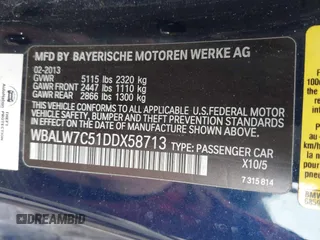 MFD. BY BAYERISCHE MOTOREN WERKE AG
02-2013
GVWR 5115 lbs 2320 kg
GAWR FRONT 2447 lbs 1110 kg
GAWR REAR 2866 lbs 1300 kg
THIS VEHICLE CONFORMS TO ALL APPLICABLE U.S. FEDERAL MOTOR
VEHICLE SAFETY, BUMPER, AND THEFT PREVENTION STANDARDS
IN EFFECT ON THE DATE OF MANUFACTURE SHOWN ABOVE.
WBALW7C51DDX58713 TYPE: PASSENGER CAR
X10/5
7 315 814
DREAMBID